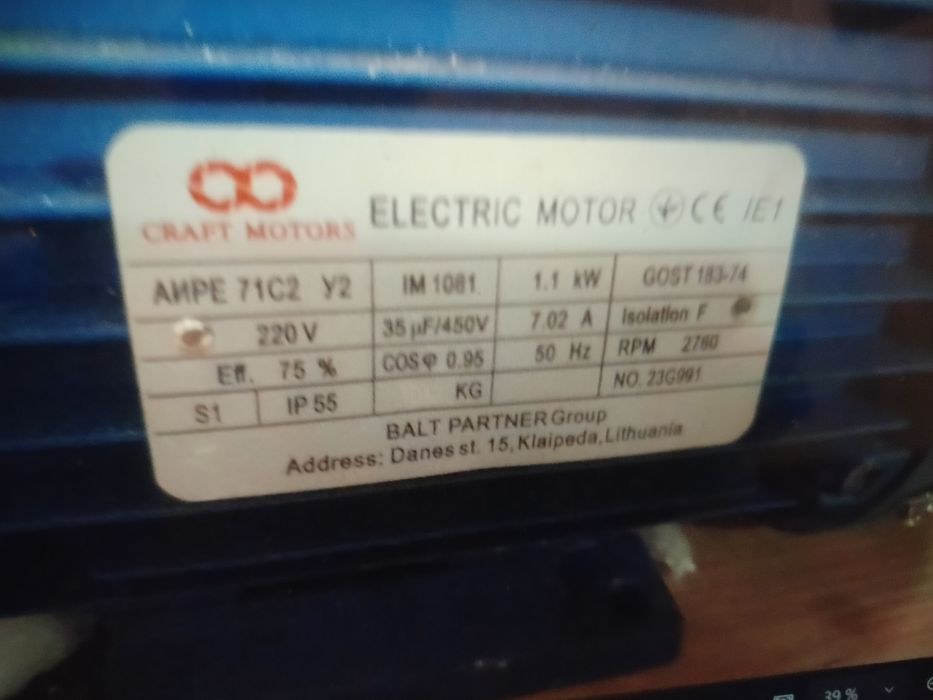 CRAFT MOTORS
ELECTRIC MOTOR CE IE1
АИРЕ 71С2 У2 IM 1081 1.1 kW GOST 183-74
220 V 35 µF/450V 7.02 A Isolation F
Eff. 75 % COS φ 0.95 50 Hz RPM 2760
S1 IP 55 KG NO. 23G991
BALT PARTNER Group
Address: Danes st. 15, Klaipeda, Lithuania
39 %